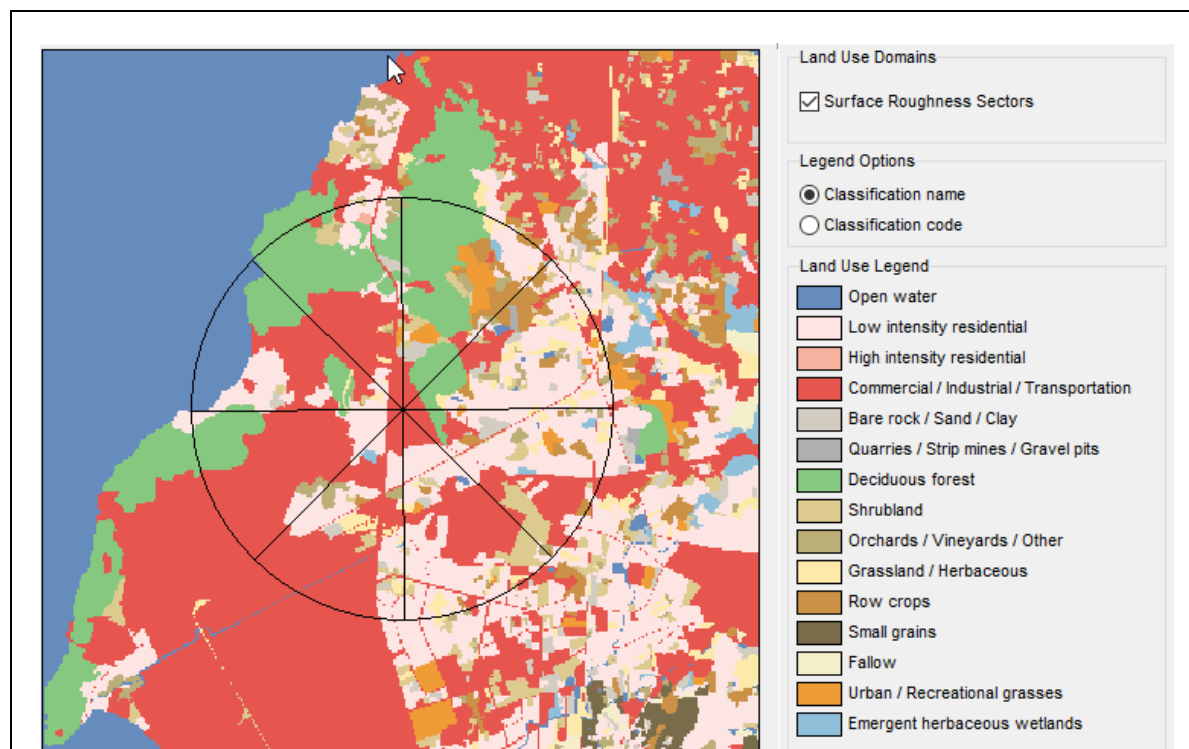 Land Use Domains
Surface Roughness Sectors
Legend Options
Classification name
Classification code
Land Use Legend
Open water
Low intensity residential
High intensity residential
Commercial / Industrial / Transportation
Bare rock / Sand / Clay
Quarries / Strip mines / Gravel pits
Deciduous forest
Shrubland
Orchards / Vineyards / Other
Grassland / Herbaceous
Row crops
Small grains
Fallow
Urban / Recreational grasses
Emergent herbaceous wetlands